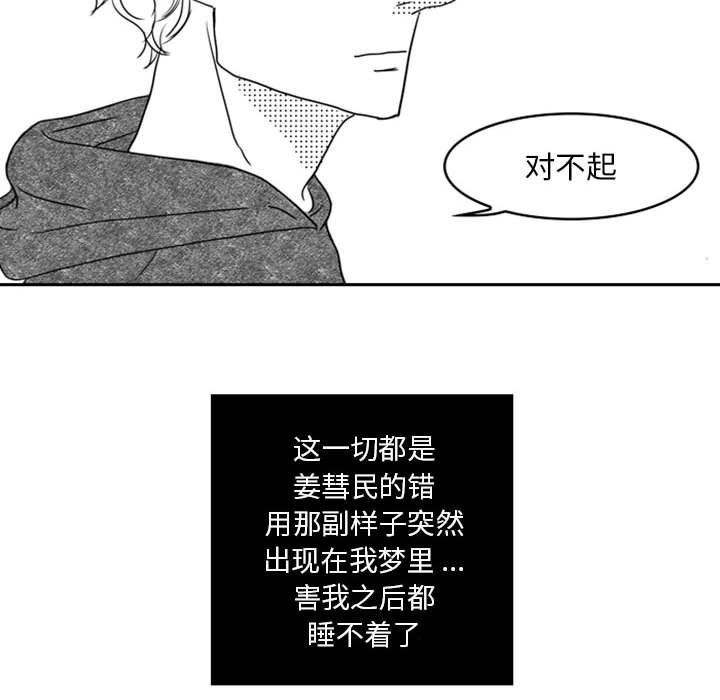 对不起
这一切都是
姜彗民的错
用那副样子突然
出现在我梦里...
害我之后都
睡不着了